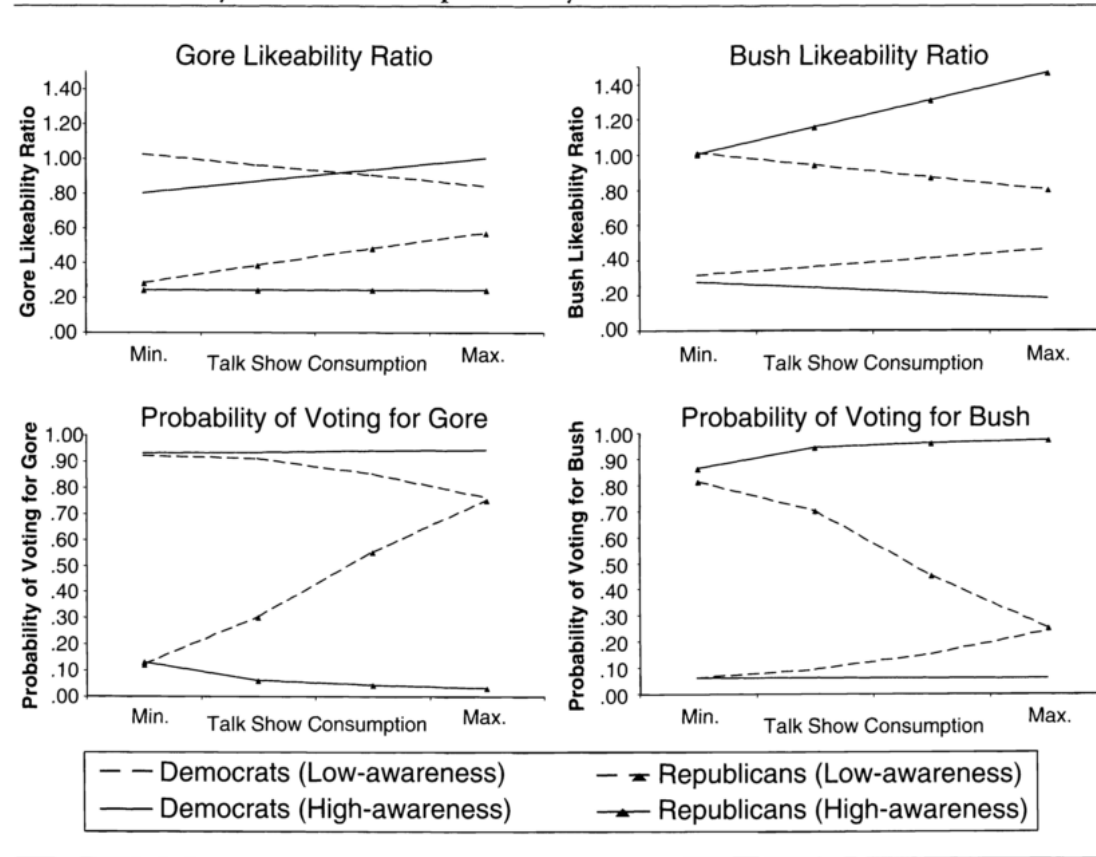 Gore Likeability Ratio
Gore Likeability Ratio
1.40
1.20
1.00
.80
.60
.40
.20
.00
Min. Talk Show Consumption Max.
Bush Likeability Ratio
Bush Likeability Ratio
1.40
1.20
1.00
.80
.60
.40
.20
.00
Min. Talk Show Consumption Max.
Probability of Voting for Gore
Probability of Voting for Gore
1.00
.90
.80
.70
.60
.50
.40
.30
.20
.10
.00
Min. Talk Show Consumption Max.
Probability of Voting for Bush
Probability of Voting for Bush
1.00
.90
.80
.70
.60
.50
.40
.30
.20
.10
.00
Min. Talk Show Consumption Max.
Democrats (Low-awareness)
Republicans (Low-awareness)
Democrats (High-awareness)
Republicans (High-awareness)